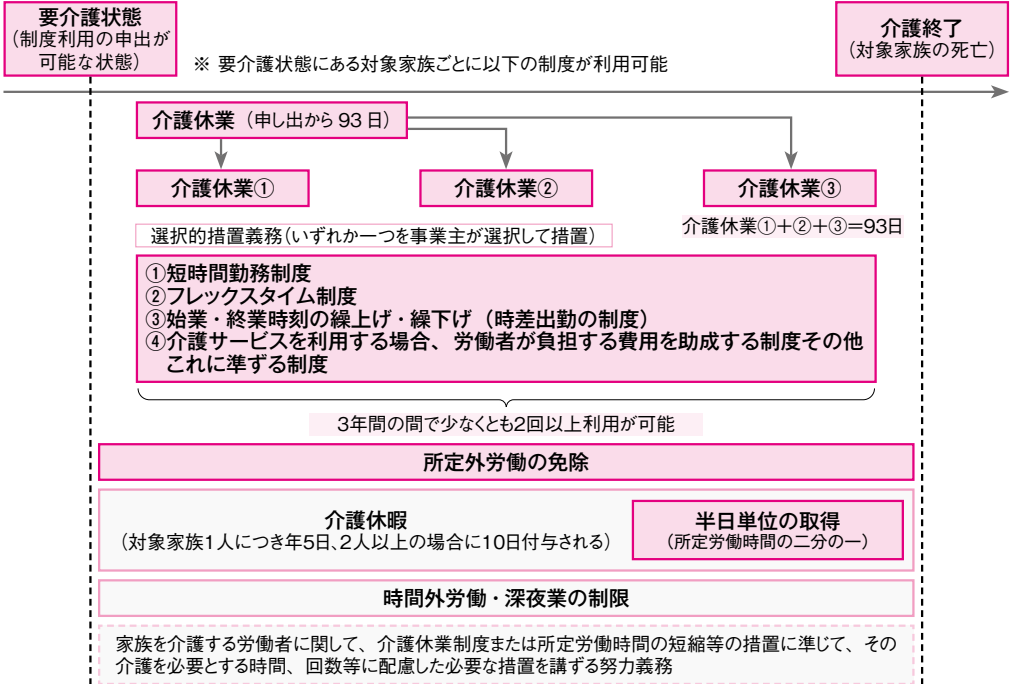 要介護状態
(制度利用の申出が
可能な状態)
介護終了
(対象家族の死亡)
※ 要介護状態にある対象家族ごとに以下の制度が利用可能
介護休業（申し出から 93 日）
介護休業①
介護休業②
介護休業③
介護休業①＋②＋③＝93日
選択的措置義務(いずれか一つを事業主が選択して措置)
①短時間勤務制度
②フレックスタイム制度
③始業・終業時刻の繰上げ・繰下げ（時差出勤の制度）
④介護サービスを利用する場合、労働者が負担する費用を助成する制度その他
これに準ずる制度
3年間の間で少なくとも2回以上利用が可能
所定外労働の免除
介護休暇
(対象家族1人につき年5日、2人以上の場合に10日付与される)
半日単位の取得
(所定労働時間の二分の一)
時間外労働・深夜業の制限
家族を介護する労働者に関して、介護休業制度または所定労働時間の短縮等の措置に準じて、その
介護を必要とする時間、回数等に配慮した必要な措置を講ずる努力義務